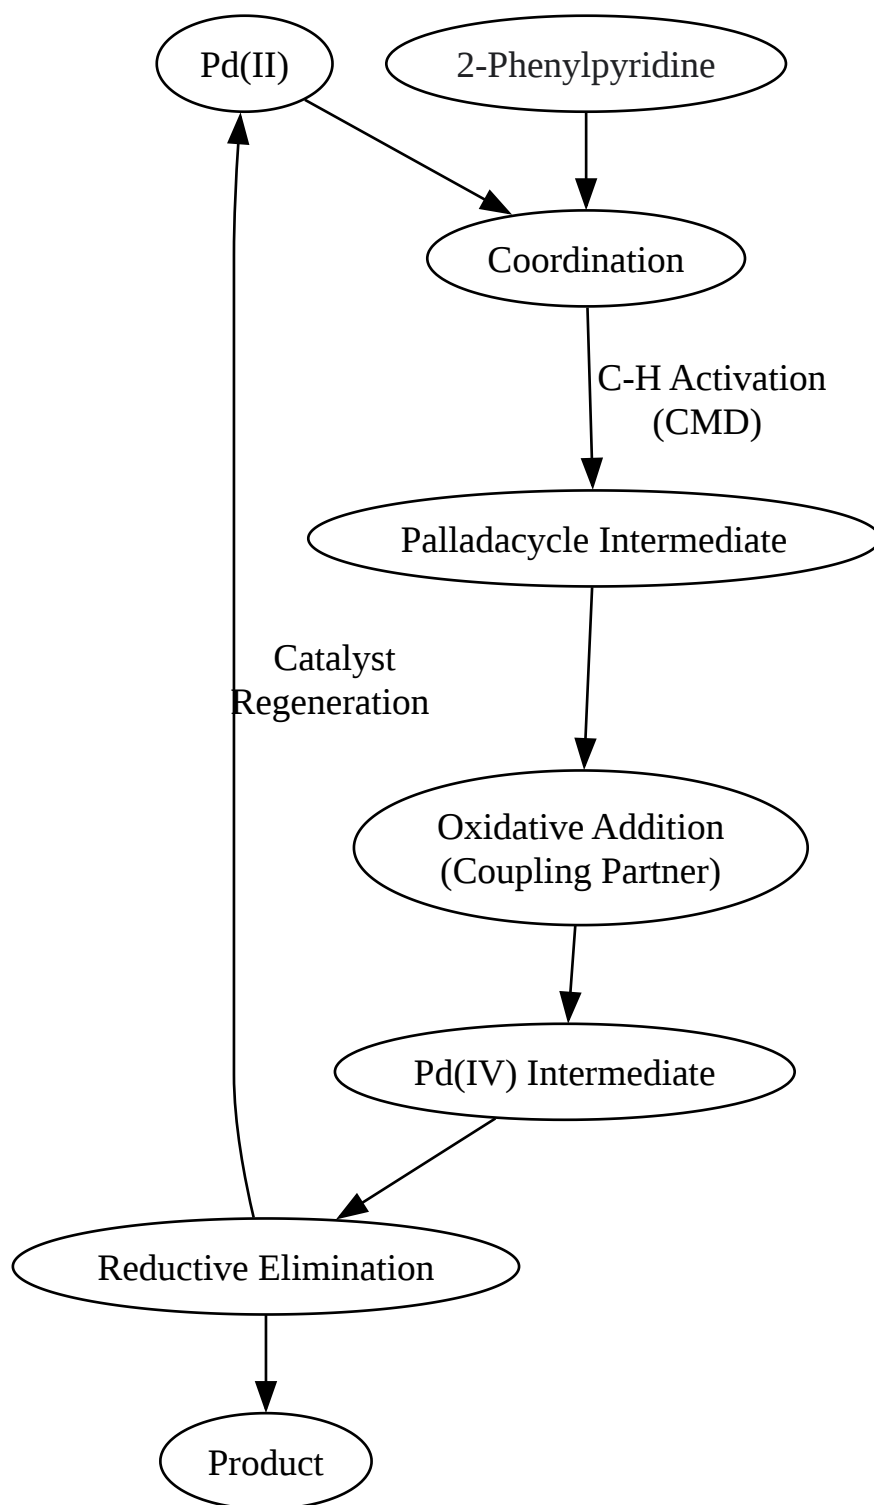 Pd(II)
2-Phenylpyridine
Coordination
C-H Activation
(CMD)
Palladacycle Intermediate
Catalyst
Regeneration
Oxidative Addition
(Coupling Partner)
Pd(IV) Intermediate
Reductive Elimination
Product